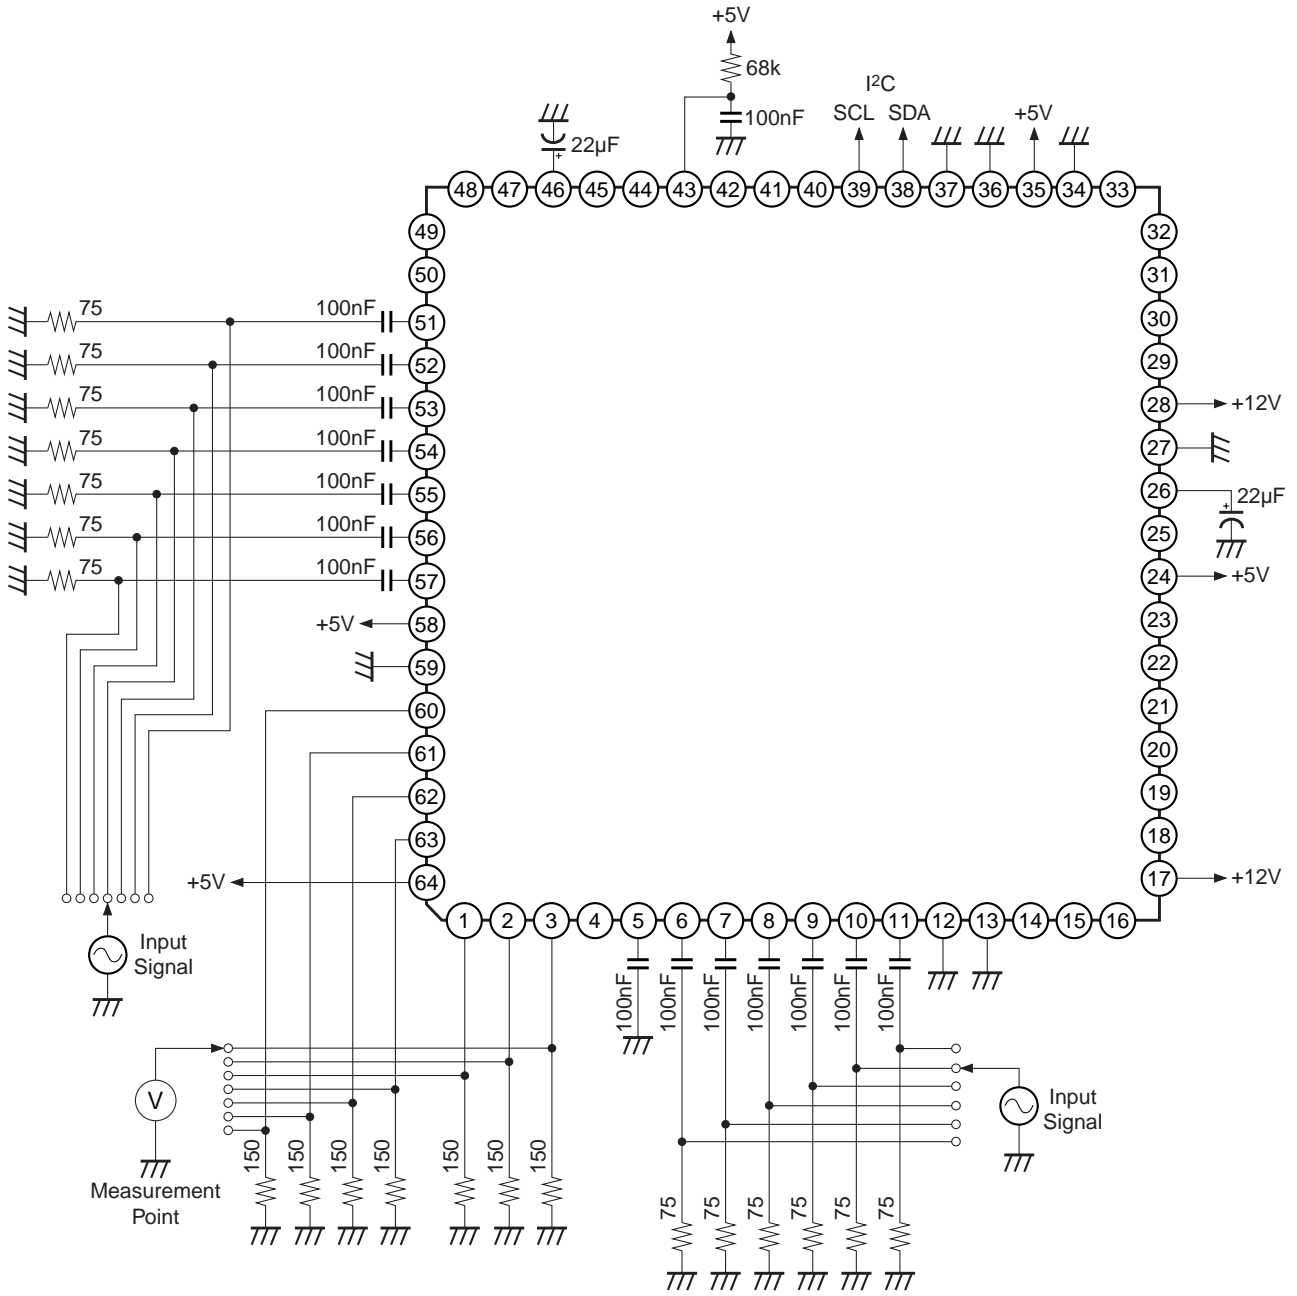 +5V
68k
I²C
100nF
SCL SDA +5V
22µF
+
48 47 46 45 44 43 42 41 40 39 38 37 36 35 34 33
49 32
50 31
75 100nF 51 30
75 100nF 52 29
75 100nF 53 28 +12V
75 100nF 54 27
75 100nF 55 26 22µF
+
75 100nF 56 25
75 100nF 57 24 +5V
+5V 58 23
59 22
60 21
61 20
62 19
63 18
+5V 64 17 +12V
1 2 3 4 5 6 7 8 9 10 11 12 13 14 15 16
Input
Signal
100nF 100nF 100nF 100nF 100nF 100nF 100nF
V
Input
Signal
150 150 150 150 150 150 150
Measurement
Point
75 75 75 75 75 75